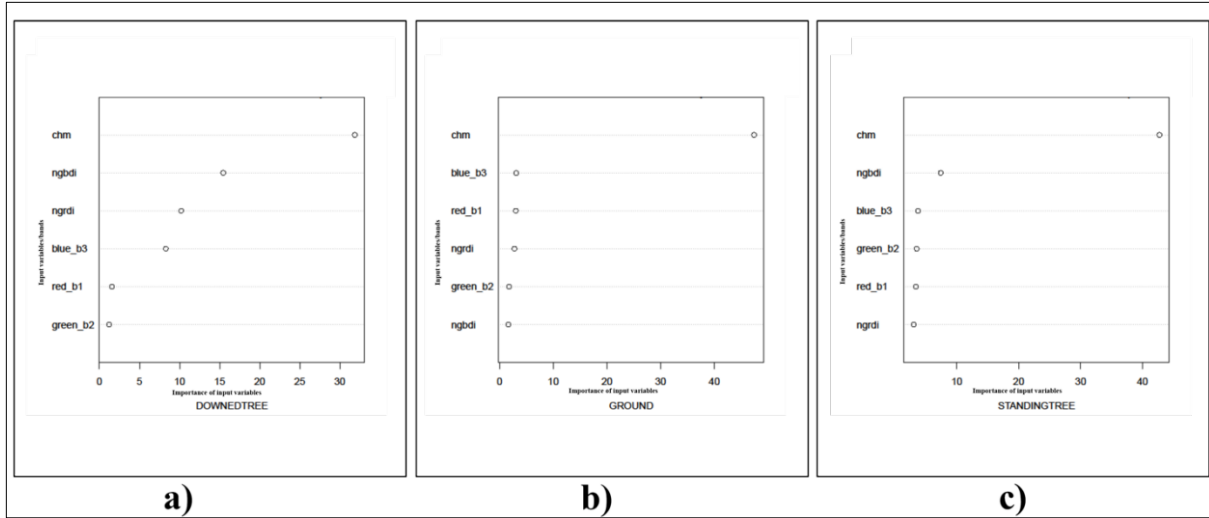 chm
ngbdi
ngrdi
blue_b3
red_b1
green_b2
Input variables/bands
0 5 10 15 20 25 30
Importance of input variables
DOWNEDTREE
a)
chm
blue_b3
red_b1
ngrdi
green_b2
ngbdi
Input variables/bands
0 10 20 30 40
Importance of input variables
GROUND
b)
chm
ngbdi
blue_b3
green_b2
red_b1
ngrdi
Input variables/bands
10 20 30 40
Importance of input variables
STANDINGTREE
c)